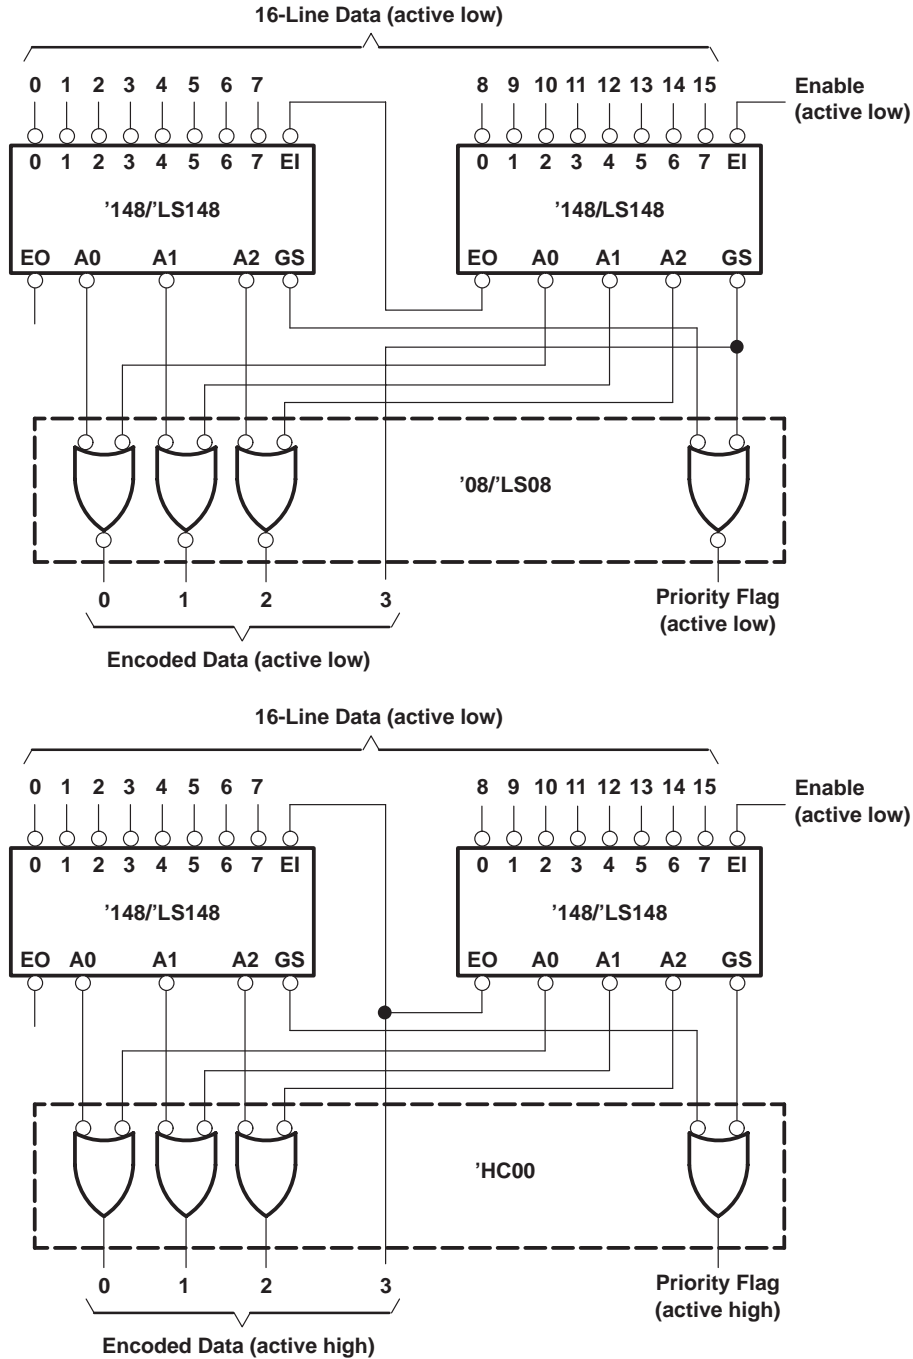 16-Line Data (active low)
0 1 2 3 4 5 6 7
8 9 10 11 12 13 14 15
Enable
(active low)
0 1 2 3 4 5 6 7 EI
0 1 2 3 4 5 6 7 EI
’148/’LS148
’148/LS148
EO A0 A1 A2 GS
EO A0 A1 A2 GS
’08/’LS08
0 1 2 3
Priority Flag
(active low)
Encoded Data (active low)
16-Line Data (active low)
0 1 2 3 4 5 6 7
8 9 10 11 12 13 14 15
Enable
(active low)
0 1 2 3 4 5 6 7 EI
0 1 2 3 4 5 6 7 EI
’148/’LS148
’148/’LS148
EO A0 A1 A2 GS
EO A0 A1 A2 GS
’HC00
0 1 2 3
Priority Flag
(active high)
Encoded Data (active high)